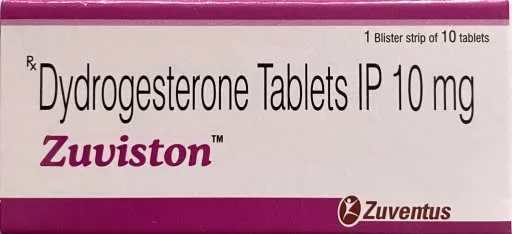 1 Blister strip of 10 tablets
Rx Dydrogesterone Tablets IP 10 mg
Zuviston™
Zuventus